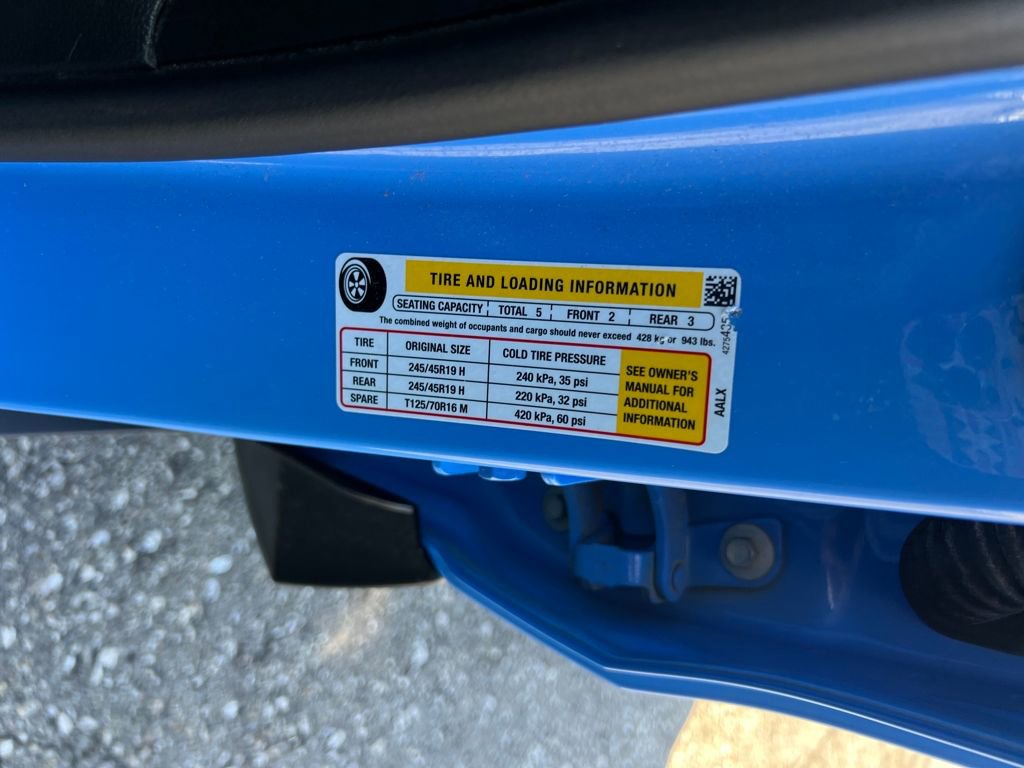 TIRE AND LOADING INFORMATION
SEATING CAPACITY TOTAL 5 FRONT 2 REAR 3
The combined weight of occupants and cargo should never exceed 428 kg or 943 lbs.
TIRE ORIGINAL SIZE COLD TIRE PRESSURE
FRONT 245/45R19 H 240 kPa, 35 psi
REAR 245/45R19 H 220 kPa, 32 psi
SPARE T125/70R16 M 420 kPa, 60 psi
SEE OWNER'S
MANUAL FOR
ADDITIONAL
INFORMATION
AALX